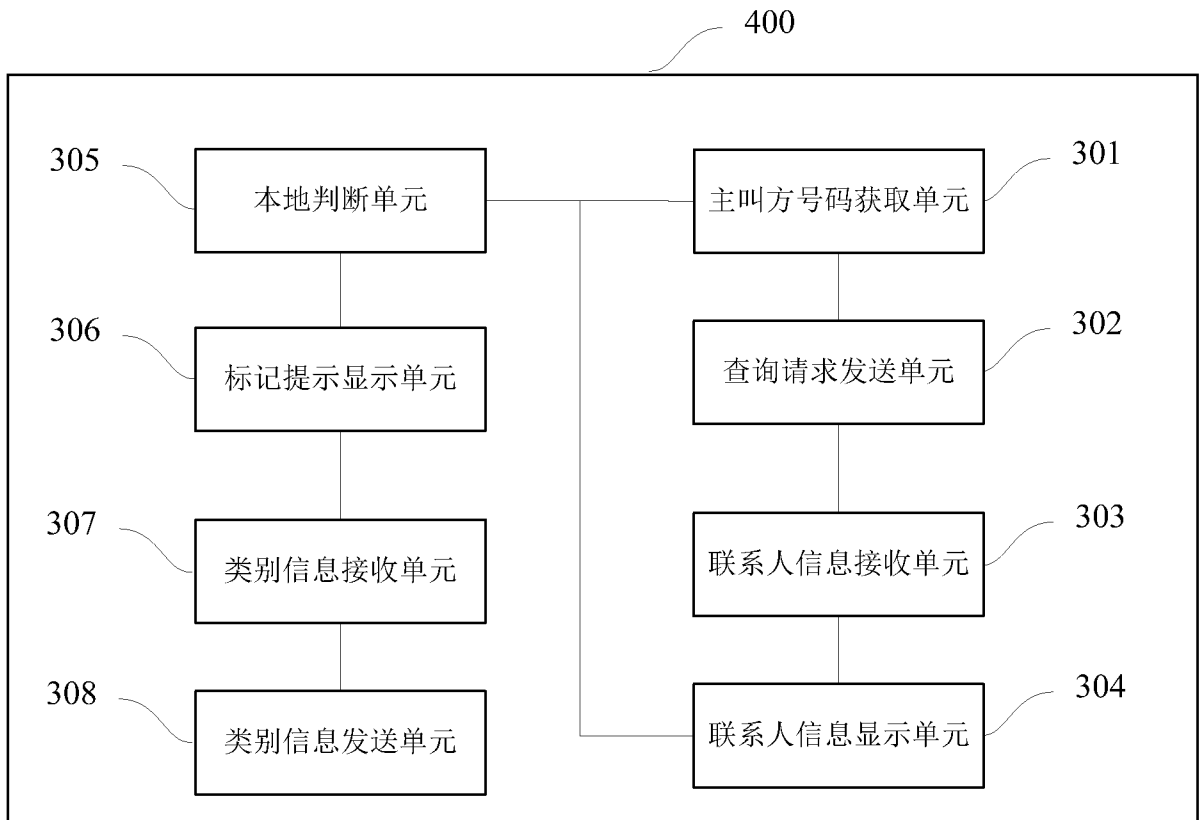 400
305
本地判断单元
主叫方号码获取单元
301
306
标记提示显示单元
查询请求发送单元
302
307
类别信息接收单元
联系人信息接收单元
303
308
类别信息发送单元
联系人信息显示单元
304